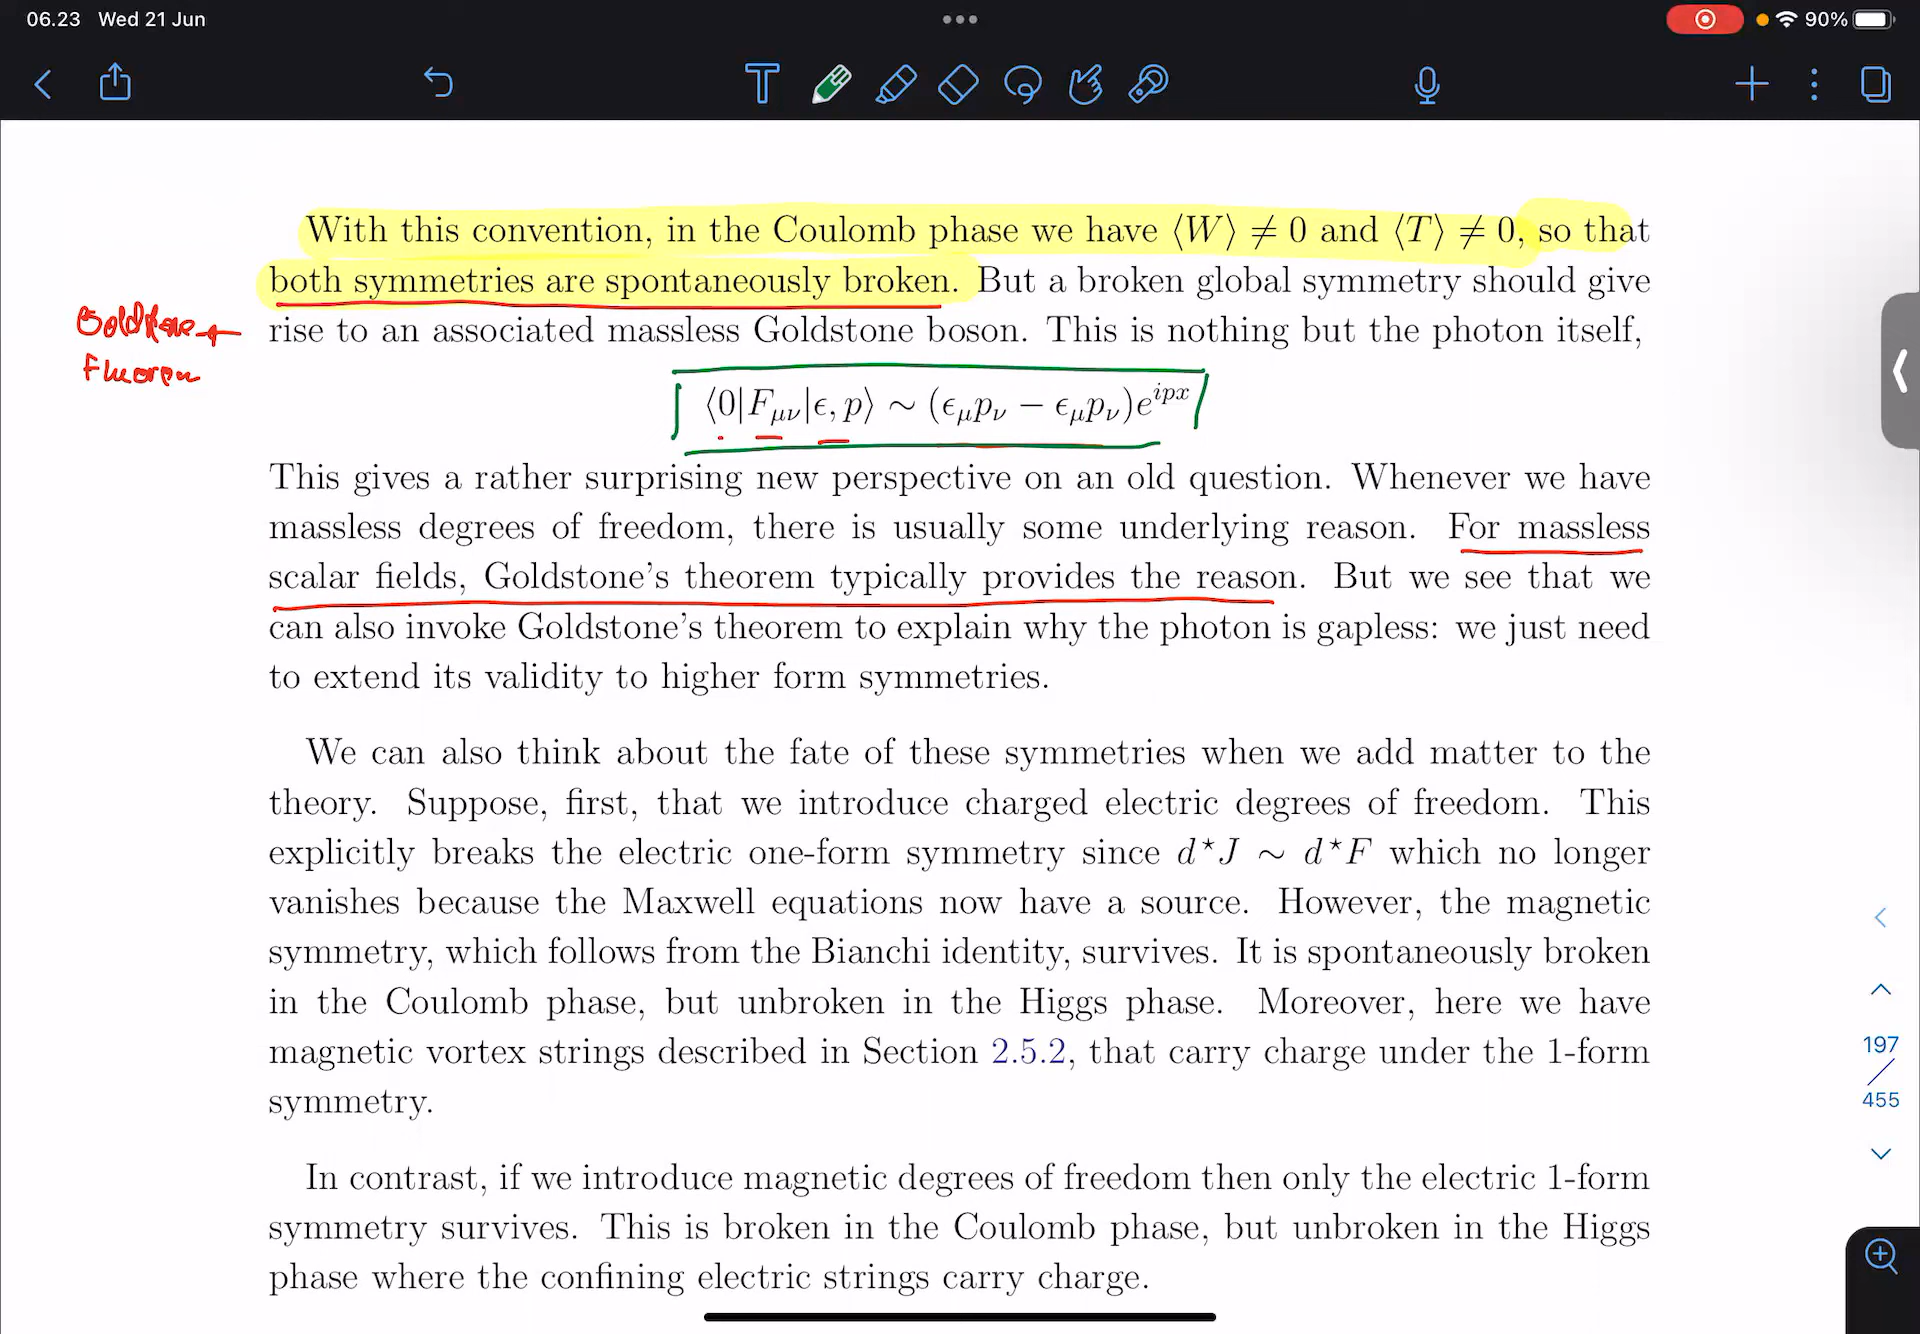 06.23 Wed 21 Jun
90%
With this convention, in the Coulomb phase we have ⟨W⟩ ≠ 0 and ⟨T⟩ ≠ 0, so that
both symmetries are spontaneously broken. But a broken global symmetry should give
rise to an associated massless Goldstone boson. This is nothing but the photon itself,
⟨0|Fμν|ϵ, p⟩ ∼ (ϵμpν − ϵμpν)e^{ipx}
This gives a rather surprising new perspective on an old question. Whenever we have
massless degrees of freedom, there is usually some underlying reason. For massless
scalar fields, Goldstone's theorem typically provides the reason. But we see that we
can also invoke Goldstone's theorem to explain why the photon is gapless: we just need
to extend its validity to higher form symmetries.
We can also think about the fate of these symmetries when we add matter to the
theory. Suppose, first, that we introduce charged electric degrees of freedom. This
explicitly breaks the electric one-form symmetry since d⋆J ∼ d⋆F which no longer
vanishes because the Maxwell equations now have a source. However, the magnetic
symmetry, which follows from the Bianchi identity, survives. It is spontaneously broken
in the Coulomb phase, but unbroken in the Higgs phase. Moreover, here we have
magnetic vortex strings described in Section 2.5.2, that carry charge under the 1-form
symmetry.
In contrast, if we introduce magnetic degrees of freedom then only the electric 1-form
symmetry survives. This is broken in the Coulomb phase, but unbroken in the Higgs
phase where the confining electric strings carry charge.
197
/
455